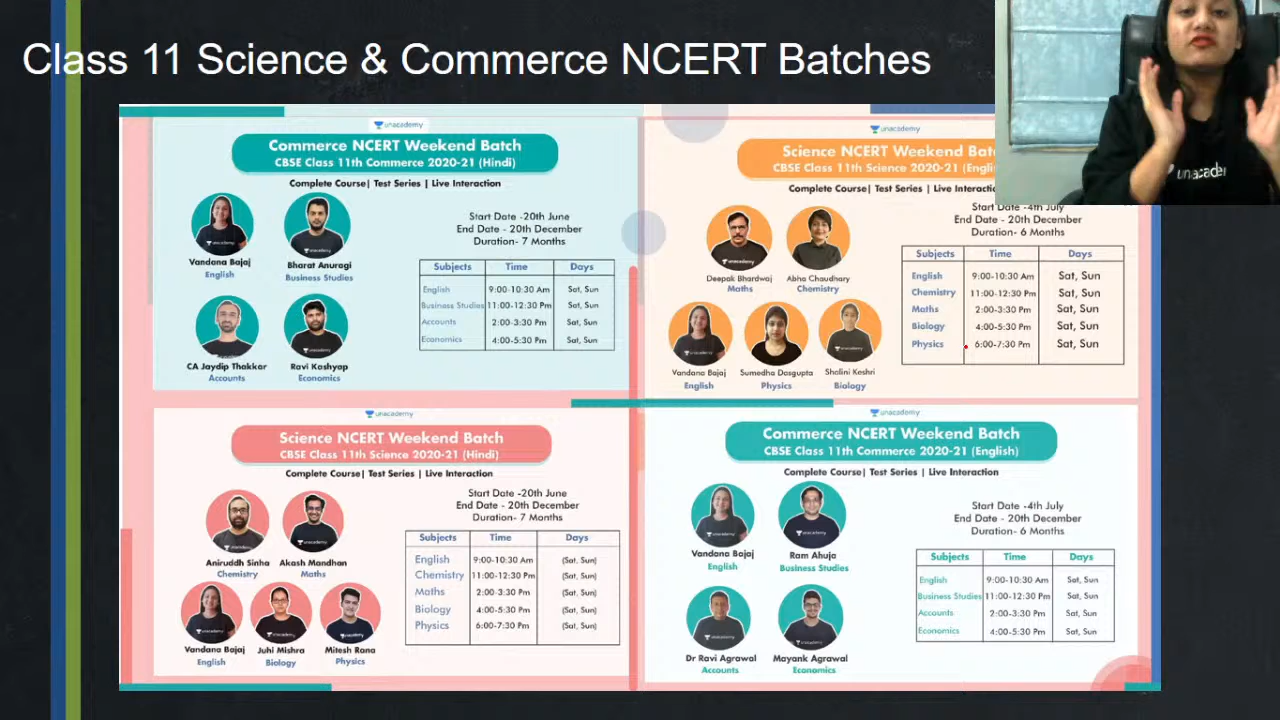 Class 11 Science & Commerce NCERT Batches
unacademy
Commerce NCERT Weekend Batch
CBSE Class 11th Commerce 2020-21 (Hindi)
Complete Course| Test Series | Live Interaction
Start Date -20th June
End Date - 20th December
Duration- 7 Months
Vandana Bajaj
English
Bharat Anuragi
Business Studies
CA Jaydip Thakkar
Accounts
Ravi Kashyap
Economics
Subjects Time Days
English 9:00-10:30 Am Sat, Sun
Business Studies 11:00-12:30 Pm Sat, Sun
Accounts 2:00-3:30 Pm Sat, Sun
Economics 4:00-5:30 Pm Sat, Sun
unacademy
Science NCERT Weekend
CBSE Class 11th Science 2020-21
Complete Course| Test Series | Live
Start Date -4th July
End Date - 20th December
Duration- 6 Months
Deepak Bhardwaj
Maths
Abha Chaudhary
Chemistry
Vandana Bajaj
English
Sumedha Dasgupta
Physics
Shalini Keshri
Biology
Subjects Time Days
English 9:00-10:30 Am Sat, Sun
Chemistry 11:00-12:30 Pm Sat, Sun
Maths 2:00-3:30 Pm Sat, Sun
Biology 4:00-5:30 Pm Sat, Sun
Physics 6:00-7:30 Pm Sat, Sun
unacademy
Science NCERT Weekend Batch
CBSE Class 11th Science 2020-21 (Hindi)
Complete Course| Test Series | Live Interaction
Start Date -20th June
End Date - 20th December
Duration- 7 Months
Aniruddh Sinha
Chemistry
Akash Mandhan
Maths
Vandana Bajaj
English
Juhi Mishra
Biology
Mitesh Rana
Physics
Subjects Time Days
English 9:00-10:30 Am (Sat, Sun)
Chemistry 11:00-12:30 Pm (Sat, Sun)
Maths 2:00-3:30 Pm (Sat, Sun)
Biology 4:00-5:30 Pm (Sat, Sun)
Physics 6:00-7:30 Pm (Sat, Sun)
unacademy
Commerce NCERT Weekend Batch
CBSE Class 11th Commerce 2020-21 (English)
Complete Course| Test Series | Live Interaction
Start Date -4th July
End Date - 20th December
Duration- 6 Months
Vandana Bajaj
English
Ram Ahuja
Business Studies
Dr Ravi Agrawal
Accounts
Mayank Agrawal
Economics
Subjects Time Days
English 9:00-10:30 Am Sat, Sun
Business Studies 11:00-12:30 Pm Sat, Sun
Accounts 2:00-3:30 Pm Sat, Sun
Economics 4:00-5:30 Pm Sat, Sun